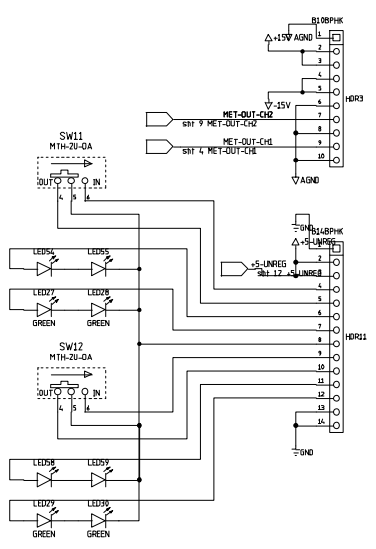 B10BPHK
+15V AGND
1
2
3
4
5
-15V
6
HDR3
MET-OUT-CH2
7
sht 9 MET-OUT-CH2
8
MET-OUT-CH1
9
sht 4 MET-OUT-CH1
10
AGND
SW11
MTH-2U-OA
OUT
IN
4 5 6
GND
B14BPHK
+5-UNREG
1
+5-UNREG
2
sht 12 +5-UNREG
3
LED54 LED55
4
5
LED27 LED28
6
GREEN GREEN
7
HDR11
SW12
8
MTH-2U-OA
9
OUT
IN
10
4 5 6
11
12
13
14
GND
LED58 LED59
LED29 LED30
GREEN GREEN